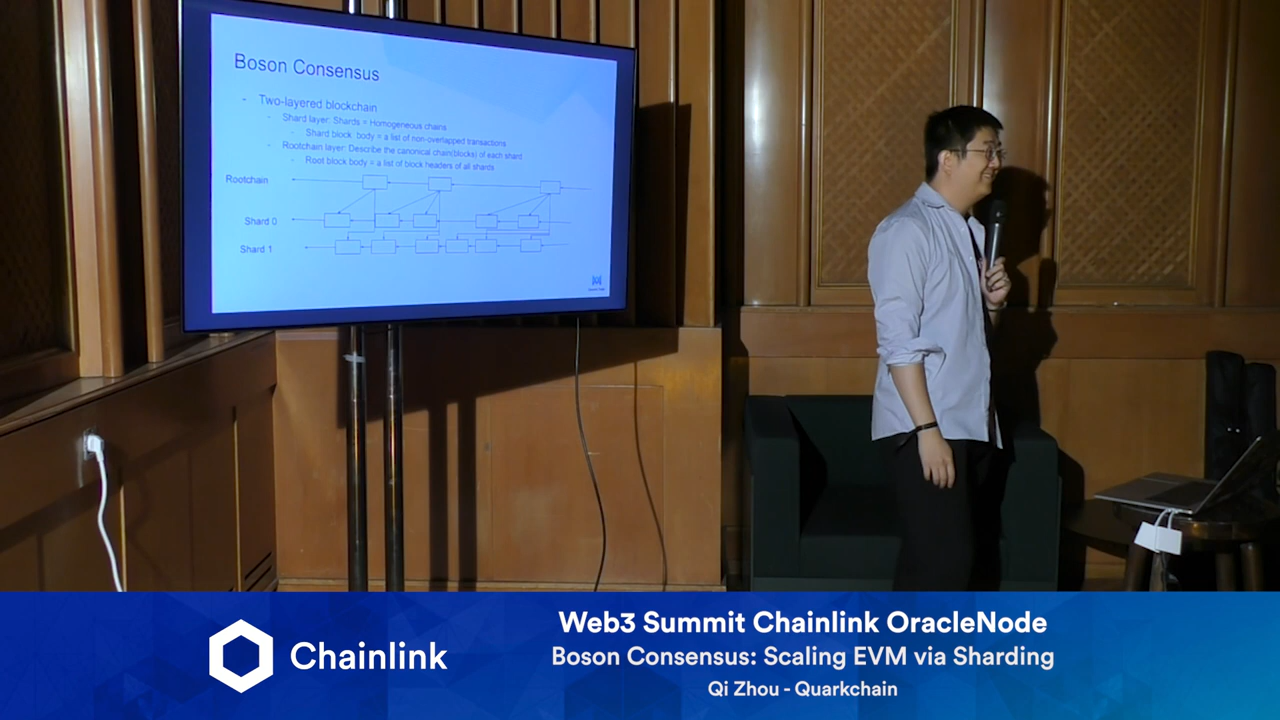 Boson Consensus
- Two-layered blockchain
- Shard layer: Shards = Homogeneous chains
- Shard block body = a list of non-overlapped transactions
- Rootchain layer: Describe the canonical chain(blocks) of each shard
- Root block body = a list of block headers of all shards
Rootchain
Shard 0
Shard 1
Chainlink
Web3 Summit Chainlink OracleNode
Boson Consensus: Scaling EVM via Sharding
Qi Zhou - Quarkchain